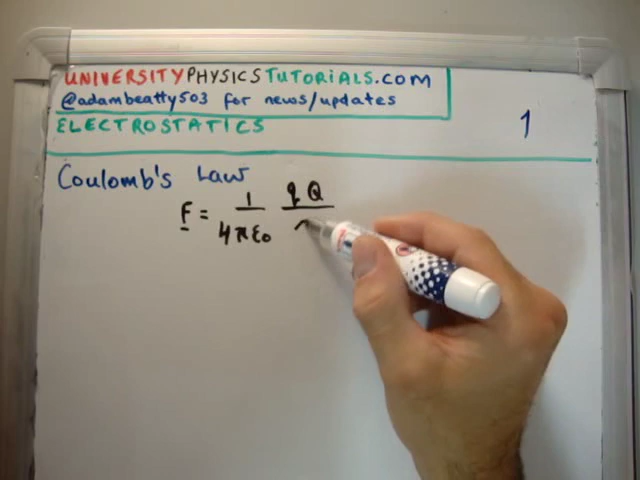 UNIVERSITYPHYSICSTUTORIALS.COM
@adambeatty503 for news/updates
ELECTROSTATICS
1
Coulomb's Law
F = 1/4πε₀ qQ/r